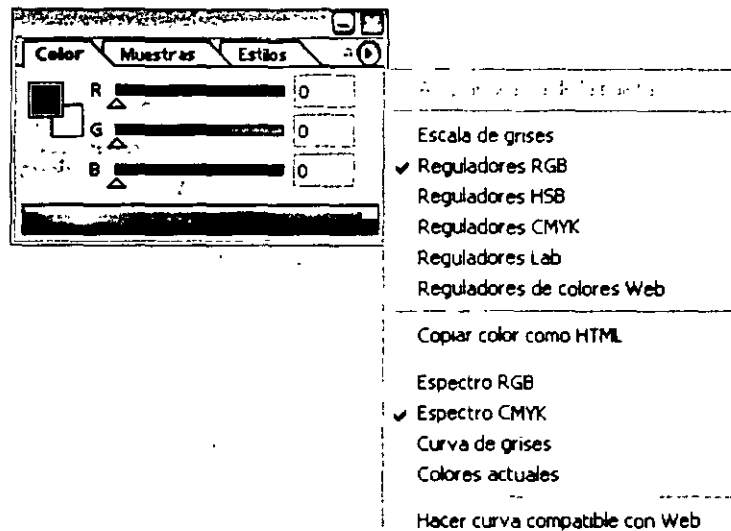 Color Muestras Estilos
R 0
G 0
B 0
Escala de grises
Reguladores RGB
Reguladores HSB
Reguladores CMYK
Reguladores Lab
Reguladores de colores Web
Copiar color como HTML
Espectro RGB
Espectro CMYK
Curva de grises
Colores actuales
Hacer curva compatible con Web